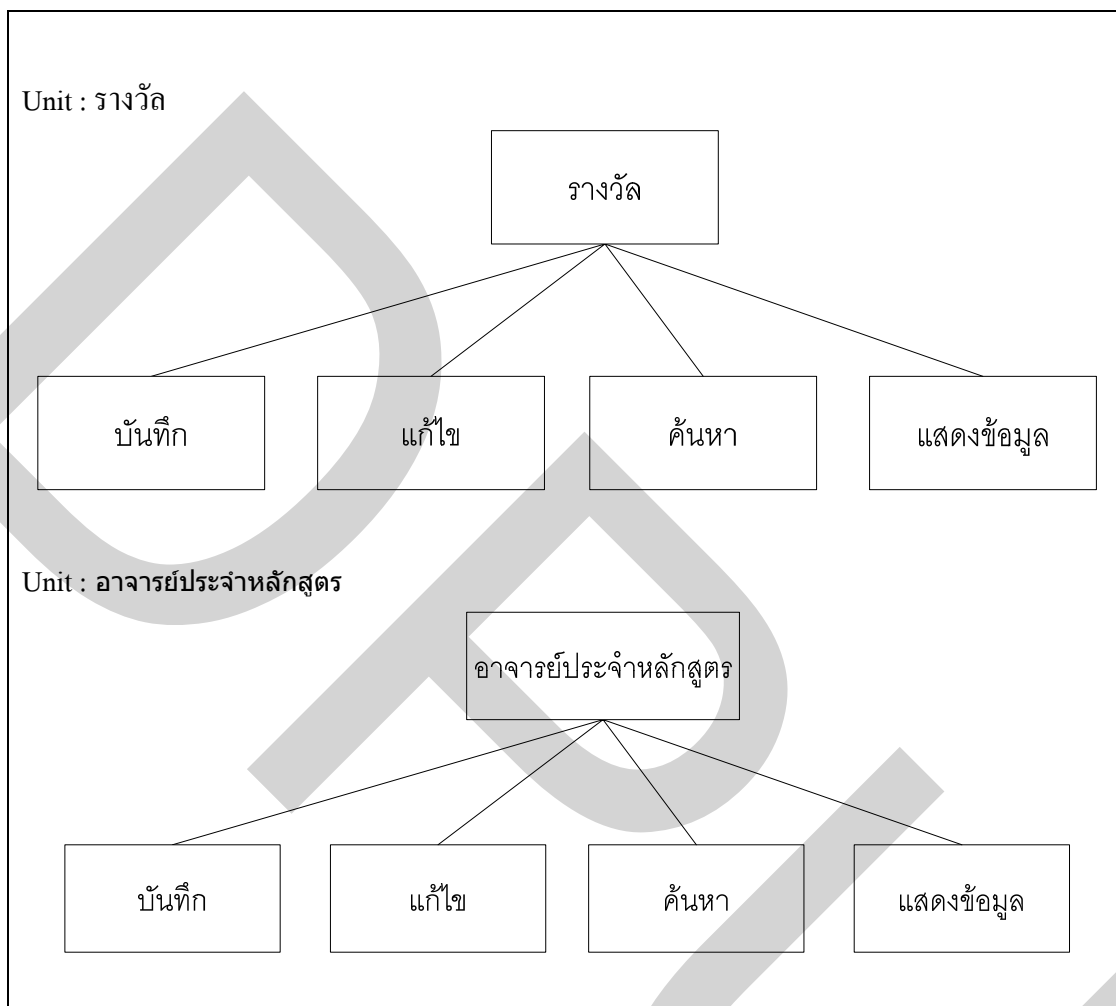 Unit : รางวัล
รางวัล
บันทึก แก้ไข ค้นหา แสดงข้อมูล
Unit : อาจารย์ประจำหลักสูตร
อาจารย์ประจำหลักสูตร
บันทึก แก้ไข ค้นหา แสดงข้อมูล